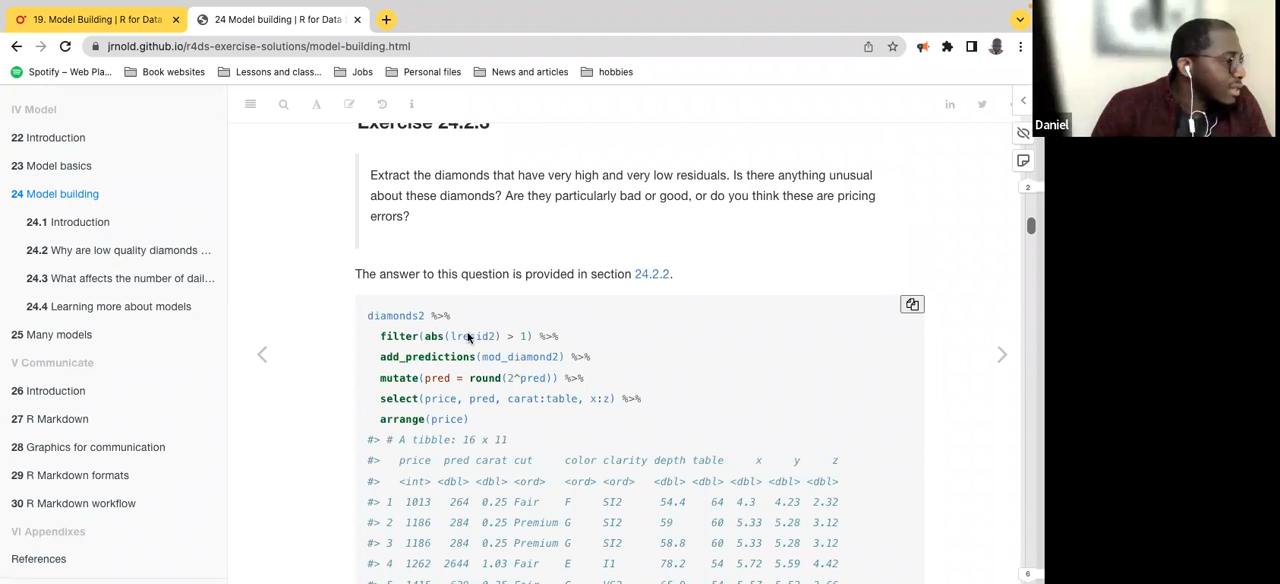 19. Model Building | R for Data
24 Model building | R for Data
jrnold.github.io/r4ds-exercise-solutions/model-building.html
Spotify – Web Pla...
Book websites
Lessons and class...
Jobs
Personal files
News and articles
hobbies
IV Model
22 Introduction
23 Model basics
24 Model building
24.1 Introduction
24.2 Why are low quality diamonds ...
24.3 What affects the number of dail...
24.4 Learning more about models
25 Many models
V Communicate
26 Introduction
27 R Markdown
28 Graphics for communication
29 R Markdown formats
30 R Markdown workflow
VI Appendixes
References
Exercise 24.2.3
Extract the diamonds that have very high and very low residuals. Is there anything unusual
about these diamonds? Are they particularly bad or good, or do you think these are pricing
errors?
The answer to this question is provided in section 24.2.2.
diamonds2 %>%
filter(abs(lresid2) > 1) %>%
add_predictions(mod_diamond2) %>%
mutate(pred = round(2^pred)) %>%
select(price, pred, carat:table, x:z) %>%
arrange(price)
#> # A tibble: 16 x 11
#> price pred carat cut color clarity depth table x y z
#> <int> <dbl> <dbl> <ord> <ord> <ord> <dbl> <dbl> <dbl> <dbl> <dbl>
#> 1 1013 264 0.25 Fair F SI2 54.4 64 4.3 4.23 2.32
#> 2 1186 284 0.25 Premium G SI2 59 60 5.33 5.28 3.12
#> 3 1186 284 0.25 Premium G SI2 58.8 60 5.33 5.28 3.12
#> 4 1262 2644 1.03 Fair E I1 78.2 54 5.72 5.59 4.42
Daniel
2
6